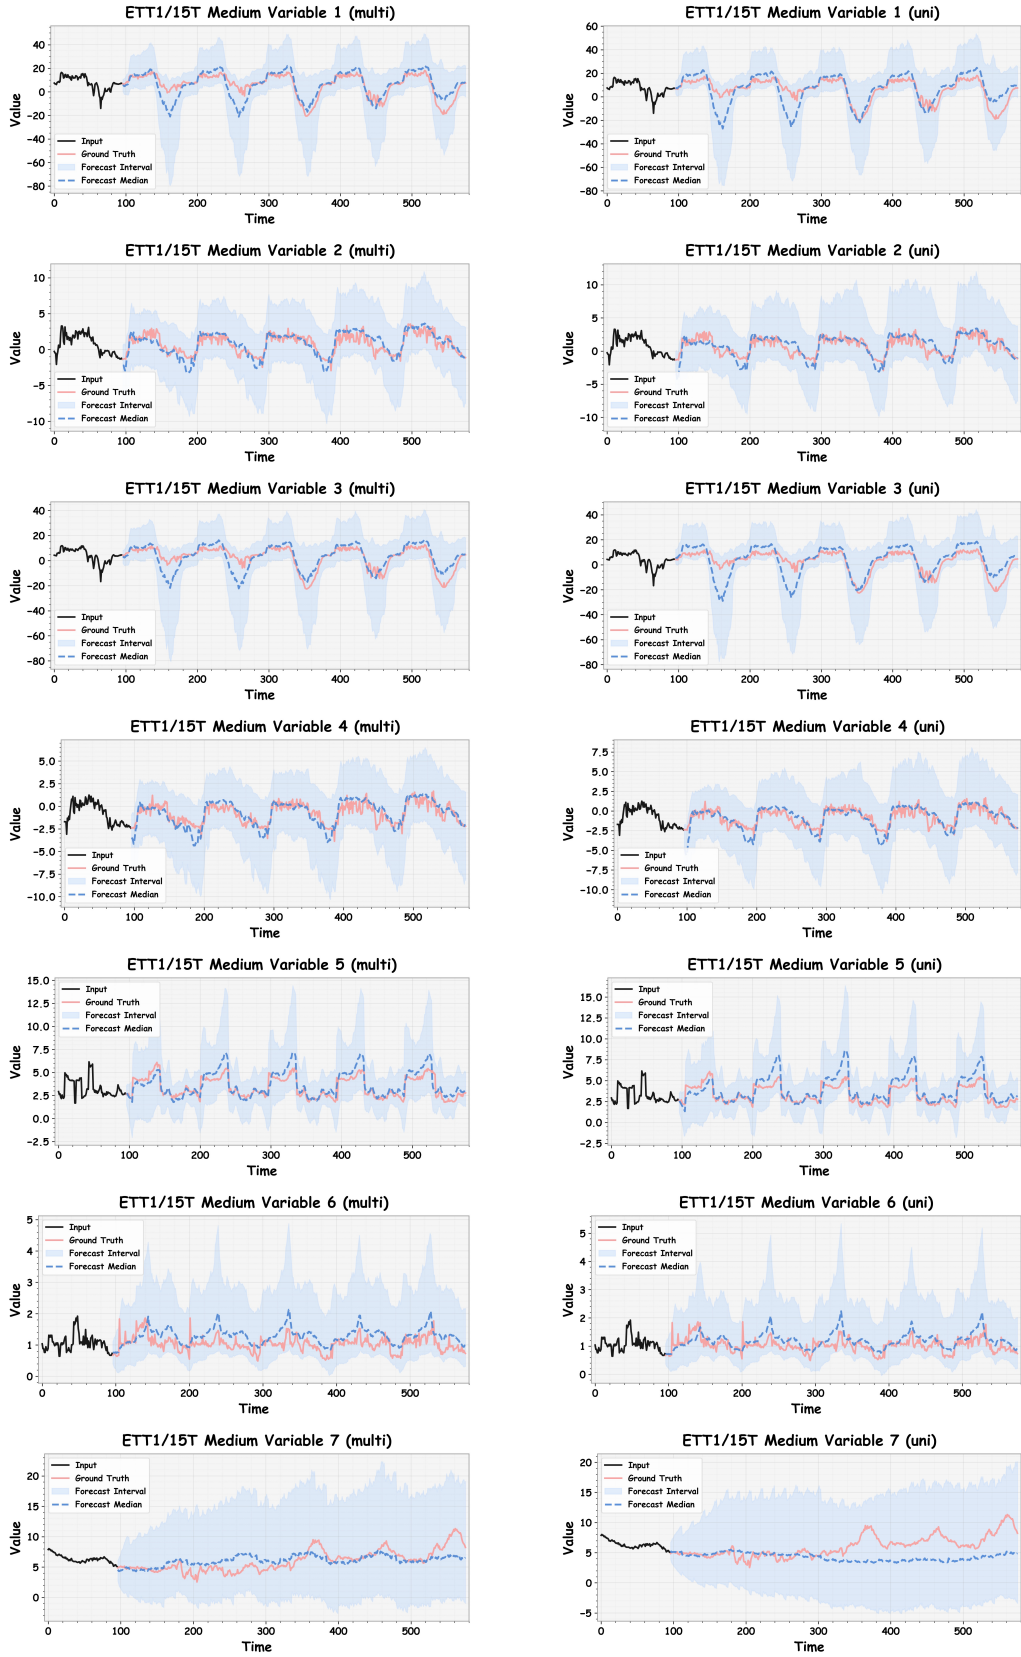 ETT1/15T Medium Variable 1 (multi)
40
20
0
−20
−40
−60
−80
Value
Input
Ground Truth
Forecast Interval
Forecast Median
0 100 200 300 400 500
Time
ETT1/15T Medium Variable 1 (uni)
60
40
20
0
−20
−40
−60
−80
Value
Input
Ground Truth
Forecast Interval
Forecast Median
0 100 200 300 400 500
Time
ETT1/15T Medium Variable 2 (multi)
10
5
0
−5
−10
Value
Input
Ground Truth
Forecast Interval
Forecast Median
0 100 200 300 400 500
Time
ETT1/15T Medium Variable 2 (uni)
10
5
0
−5
−10
Value
Input
Ground Truth
Forecast Interval
Forecast Median
0 100 200 300 400 500
Time
ETT1/15T Medium Variable 3 (multi)
40
20
0
−20
−40
−60
−80
Value
Input
Ground Truth
Forecast Interval
Forecast Median
0 100 200 300 400 500
Time
ETT1/15T Medium Variable 3 (uni)
40
20
0
−20
−40
−60
−80
Value
Input
Ground Truth
Forecast Interval
Forecast Median
0 100 200 300 400 500
Time
ETT1/15T Medium Variable 4 (multi)
5.0
2.5
0.0
−2.5
−5.0
−7.5
−10.0
Value
Input
Ground Truth
Forecast Interval
Forecast Median
0 100 200 300 400 500
Time
ETT1/15T Medium Variable 4 (uni)
7.5
5.0
2.5
0.0
−2.5
−5.0
−7.5
−10.0
Value
Input
Ground Truth
Forecast Interval
Forecast Median
0 100 200 300 400 500
Time
ETT1/15T Medium Variable 5 (multi)
15.0
12.5
10.0
7.5
5.0
2.5
0.0
−2.5
Value
Input
Ground Truth
Forecast Interval
Forecast Median
0 100 200 300 400 500
Time
ETT1/15T Medium Variable 5 (uni)
15.0
12.5
10.0
7.5
5.0
2.5
0.0
−2.5
Value
Input
Ground Truth
Forecast Interval
Forecast Median
0 100 200 300 400 500
Time
ETT1/15T Medium Variable 6 (multi)
5
4
3
2
1
0
Value
Input
Ground Truth
Forecast Interval
Forecast Median
0 100 200 300 400 500
Time
ETT1/15T Medium Variable 6 (uni)
5
4
3
2
1
0
Value
Input
Ground Truth
Forecast Interval
Forecast Median
0 100 200 300 400 500
Time
ETT1/15T Medium Variable 7 (multi)
20
15
10
5
0
Value
Input
Ground Truth
Forecast Interval
Forecast Median
0 100 200 300 400 500
Time
ETT1/15T Medium Variable 7 (uni)
20
15
10
5
0
−5
Value
Input
Ground Truth
Forecast Interval
Forecast Median
0 100 200 300 400 500
Time